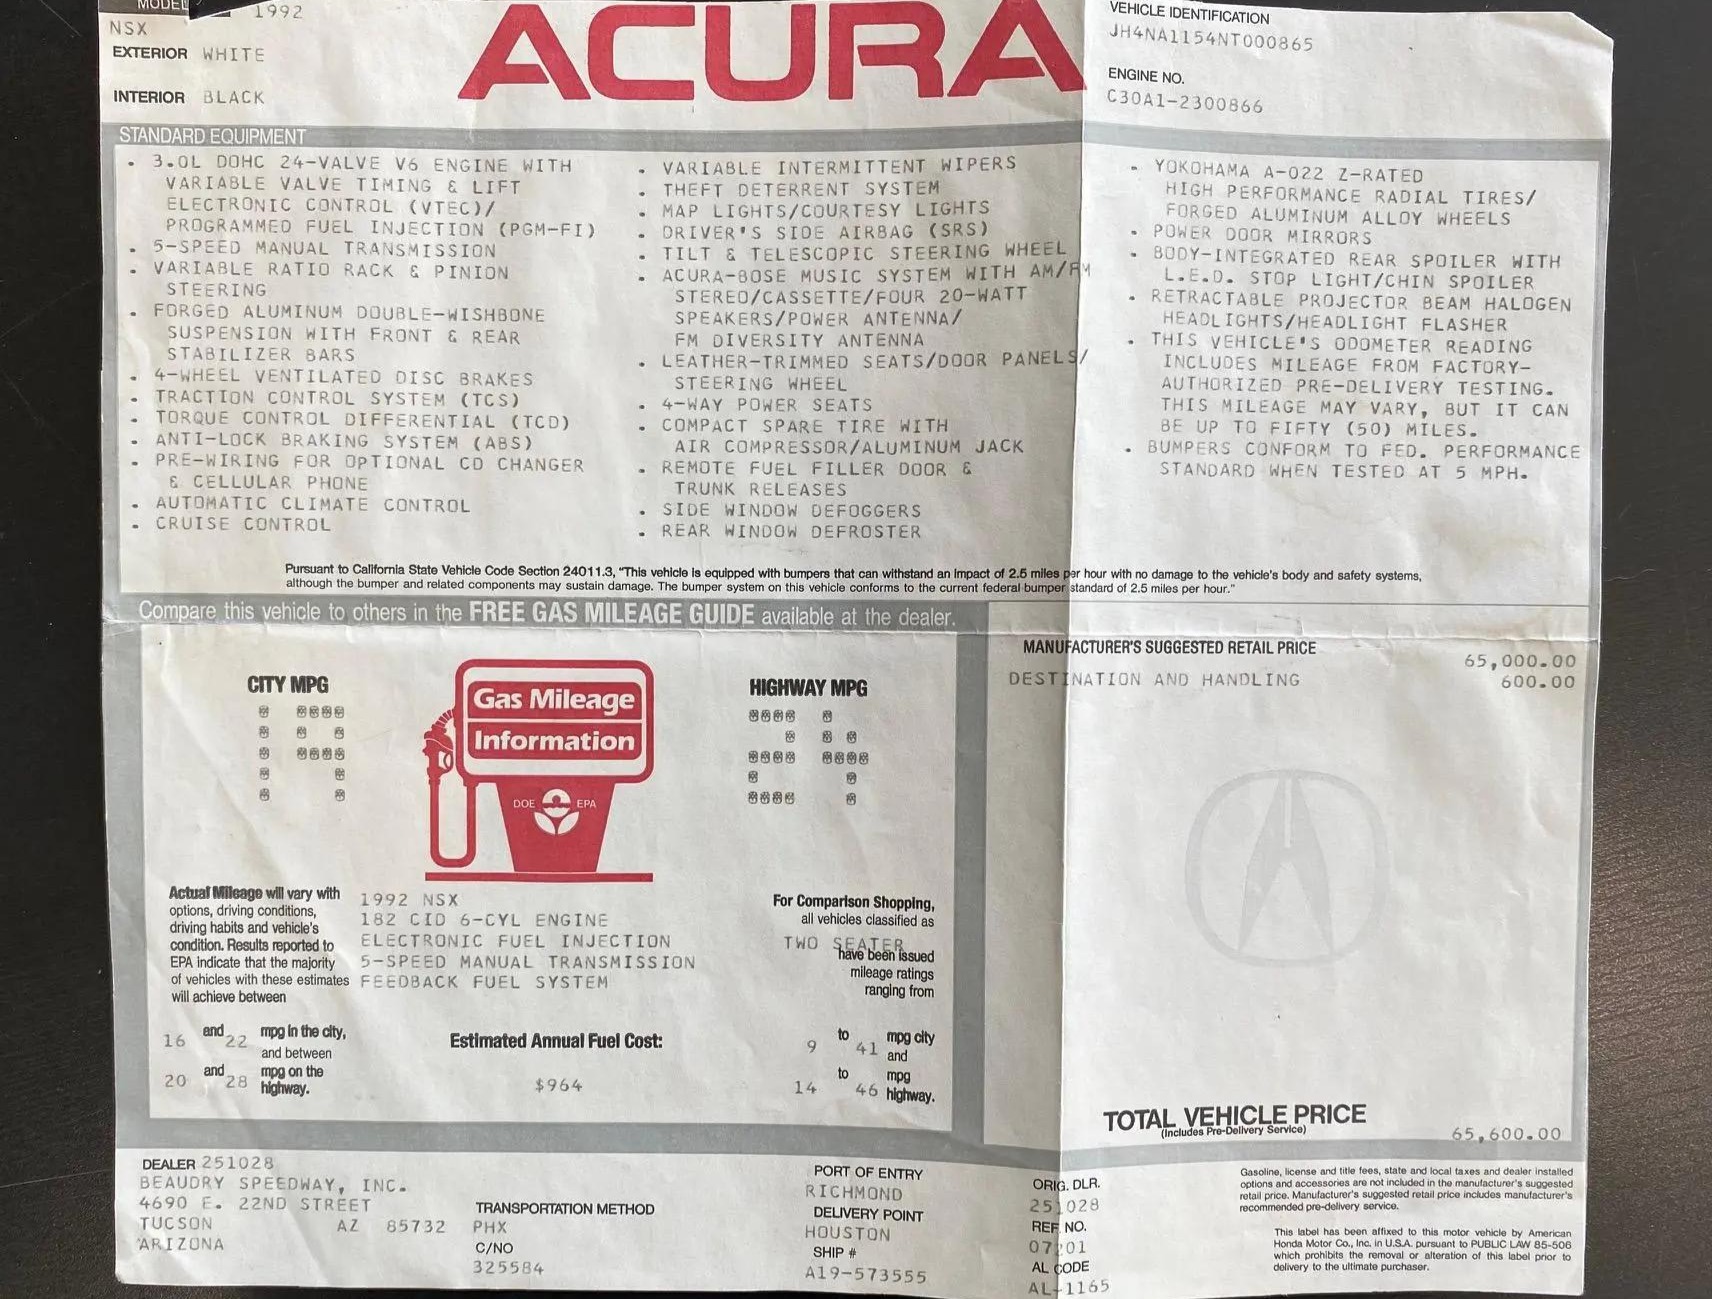 MODEL 1992
NSX
EXTERIOR WHITE
INTERIOR BLACK
ACURA
VEHICLE IDENTIFICATION
JH4NA1154NT000865
ENGINE NO.
C30A1-2300866
STANDARD EQUIPMENT
• 3.0L DOHC 24-VALVE V6 ENGINE WITH
VARIABLE VALVE TIMING & LIFT
ELECTRONIC CONTROL (VTEC)/
PROGRAMMED FUEL INJECTION (PGM-FI)
• 5-SPEED MANUAL TRANSMISSION
• VARIABLE RATIO RACK & PINION
STEERING
• FORGED ALUMINUM DOUBLE-WISHBONE
SUSPENSION WITH FRONT & REAR
STABILIZER BARS
• 4-WHEEL VENTILATED DISC BRAKES
• TRACTION CONTROL SYSTEM (TCS)
• TORQUE CONTROL DIFFERENTIAL (TCD)
• ANTI-LOCK BRAKING SYSTEM (ABS)
• PRE-WIRING FOR OPTIONAL CD CHANGER
& CELLULAR PHONE
• AUTOMATIC CLIMATE CONTROL
• CRUISE CONTROL
• VARIABLE INTERMITTENT WIPERS
• THEFT DETERRENT SYSTEM
• MAP LIGHTS/COURTESY LIGHTS
• DRIVER'S SIDE AIRBAG (SRS)
• TILT & TELESCOPIC STEERING WHEEL
• ACURA-BOSE MUSIC SYSTEM WITH AM/FM
STEREO/CASSETTE/FOUR 20-WATT
SPEAKERS/POWER ANTENNA/
FM DIVERSITY ANTENNA
• LEATHER-TRIMMED SEATS/DOOR PANELS/
STEERING WHEEL
• 4-WAY POWER SEATS
• COMPACT SPARE TIRE WITH
AIR COMPRESSOR/ALUMINUM JACK
• REMOTE FUEL FILLER DOOR &
TRUNK RELEASES
• SIDE WINDOW DEFOGGERS
• REAR WINDOW DEFROSTER
• YOKOHAMA A-022 Z-RATED
HIGH PERFORMANCE RADIAL TIRES/
FORGED ALUMINUM ALLOY WHEELS
• POWER DOOR MIRRORS
• BODY-INTEGRATED REAR SPOILER WITH
L.E.D. STOP LIGHT/CHIN SPOILER
• RETRACTABLE PROJECTOR BEAM HALOGEN
HEADLIGHTS/HEADLIGHT FLASHER
• THIS VEHICLE'S ODOMETER READING
INCLUDES MILEAGE FROM FACTORY-
AUTHORIZED PRE-DELIVERY TESTING.
THIS MILEAGE MAY VARY, BUT IT CAN
BE UP TO FIFTY (50) MILES.
• BUMPERS CONFORM TO FED. PERFORMANCE
STANDARD WHEN TESTED AT 5 MPH.
Pursuant to California State Vehicle Code Section 24011.3, "This vehicle is equipped with bumpers that can withstand an impact of 2.5 miles per hour with no damage to the vehicle's body and safety systems,
although the bumper and related components may sustain damage. The bumper system on this vehicle conforms to the current federal bumper standard of 2.5 miles per hour."
Compare this vehicle to others in the FREE GAS MILEAGE GUIDE available at the dealer.
CITY MPG
19
Gas Mileage
Information
DOE EPA
HIGHWAY MPG
24
Actual Mileage will vary with
options, driving conditions,
driving habits and vehicle's
condition. Results reported to
EPA indicate that the majority
of vehicles with these estimates
will achieve between
16 and 22 mpg in the city,
and between
20 and 28 mpg on the
highway.
1992 NSX
182 CID 6-CYL ENGINE
ELECTRONIC FUEL INJECTION
5-SPEED MANUAL TRANSMISSION
FEEDBACK FUEL SYSTEM
Estimated Annual Fuel Cost:
$964
For Comparison Shopping,
all vehicles classified as
TWO SEATER
have been issued
mileage ratings
ranging from
9 to 41 mpg city
and
14 to 46 mpg
highway.
MANUFACTURER'S SUGGESTED RETAIL PRICE 65,000.00
DESTINATION AND HANDLING 600.00
TOTAL VEHICLE PRICE
(Includes Pre-Delivery Service)
65,600.00
DEALER 251028
BEAUDRY SPEEDWAY, INC.
4690 E. 22ND STREET
TUCSON AZ 85732
ARIZONA
TRANSPORTATION METHOD
PHX
C/NO
325584
PORT OF ENTRY
RICHMOND
DELIVERY POINT
HOUSTON
SHIP #
A19-573555
ORIG. DLR.
251028
REF NO.
07201
AL CODE
AL-1165
Gasoline, license and title fees, state and local taxes and dealer installed
options and accessories are not included in the manufacturer's suggested
retail price. Manufacturer's suggested retail price includes manufacturer's
recommended pre-delivery service.
This label has been affixed to this motor vehicle by American
Honda Motor Co., Inc. in U.S.A. pursuant to PUBLIC LAW 85-506
which prohibits the removal or alteration of this label prior to
delivery to the ultimate purchaser.